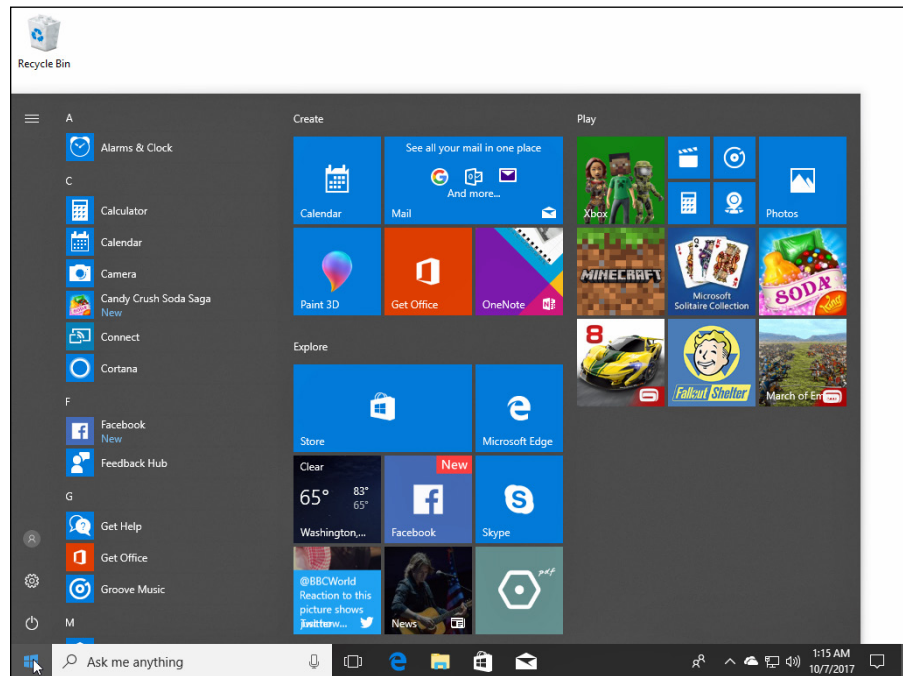 Recycle Bin
A
Alarms & Clock
C
Calculator
Calendar
Camera
Candy Crush Soda Saga
New
Connect
Cortana
F
Facebook
New
Feedback Hub
G
Get Help
Get Office
Groove Music
M
Create
Calendar
See all your mail in one place
And more...
Mail
Paint 3D
Get Office
OneNote
Explore
Store
Microsoft Edge
Clear
65° 83°
65°
Washington,...
New
Facebook
Skype
@BBCWorld
Reaction to this
picture shows
News
pdf
Play
Xbox
Photos
MINECRAFT
Microsoft
Solitaire Collection
SODA
King
8
Fallout Shelter
March of Em
Ask me anything
1:15 AM
10/7/2017